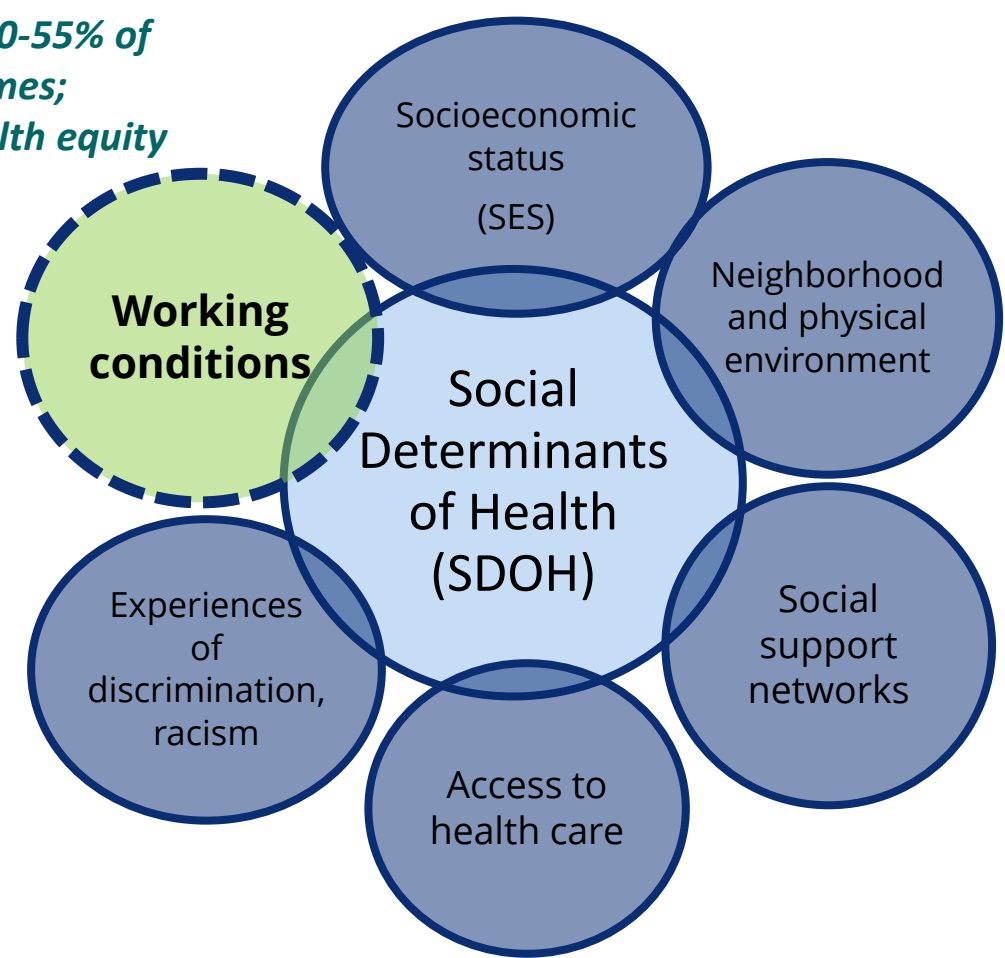 0-55% of
mes;
lth equity
Socioeconomic
status
(SES)
Working
conditions
Neighborhood
and physical
environment
Social
Determinants
of Health
(SDOH)
Experiences
of
discrimination,
racism
Social
support
networks
Access to
health care